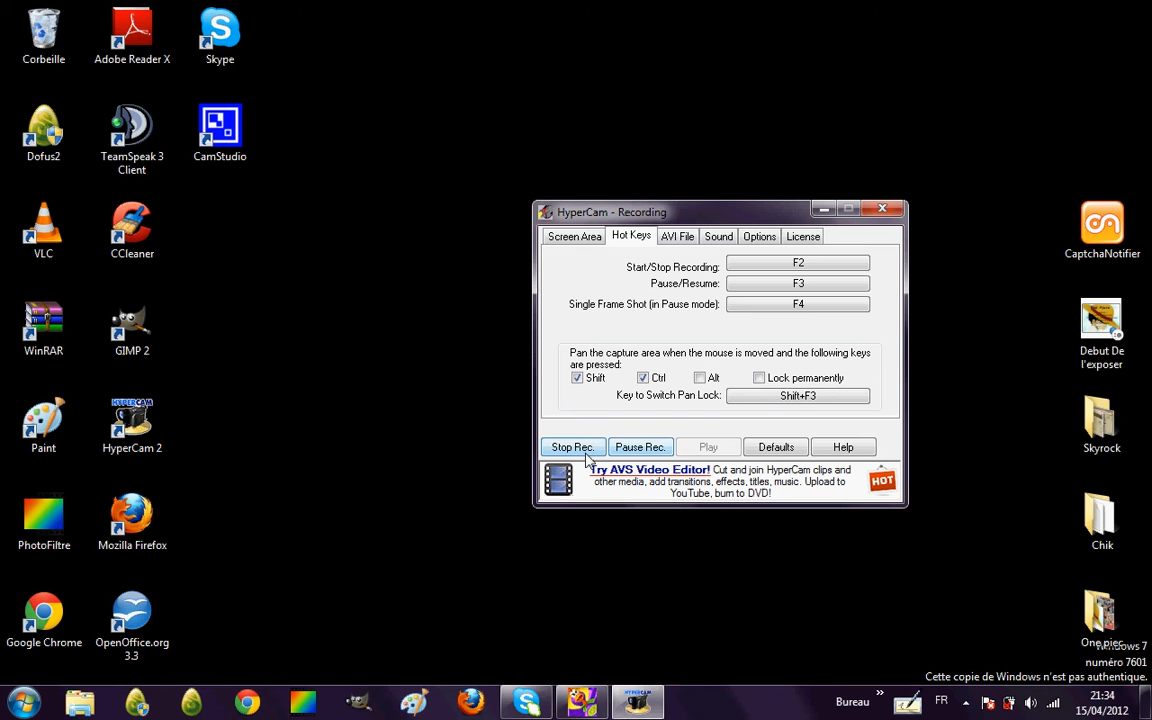 Corbeille
Adobe Reader X
Skype
Dofus2
TeamSpeak 3
Client
CamStudio
VLC
CCleaner
WinRAR
GIMP 2
Paint
HyperCam 2
HYPERCAM
PhotoFiltre
Mozilla Firefox
Google Chrome
OpenOffice.org
3.3
HyperCam - Recording
Screen Area
Hot Keys
AVI File
Sound
Options
License
Start/Stop Recording:
F2
Pause/Resume:
F3
Single Frame Shot (in Pause mode):
F4
Pan the capture area when the mouse is moved and the following keys
are pressed:
Shift
Ctrl
Alt
Lock permanently
Key to Switch Pan Lock:
Shift+F3
Stop Rec.
Pause Rec.
Play
Defaults
Help
Try AVS Video Editor! Cut and join HyperCam clips and
other media, add transitions, effects, titles, music. Upload to
YouTube, burn to DVD!
HOT
CaptchaNotifier
Debut De
l'exposer
Skyrock
Chik
One piec
Windows 7
numéro 7601
Cette copie de Windows n'est pas authentique.
HYPERCAM
Bureau
»
FR
21:34
15/04/2012